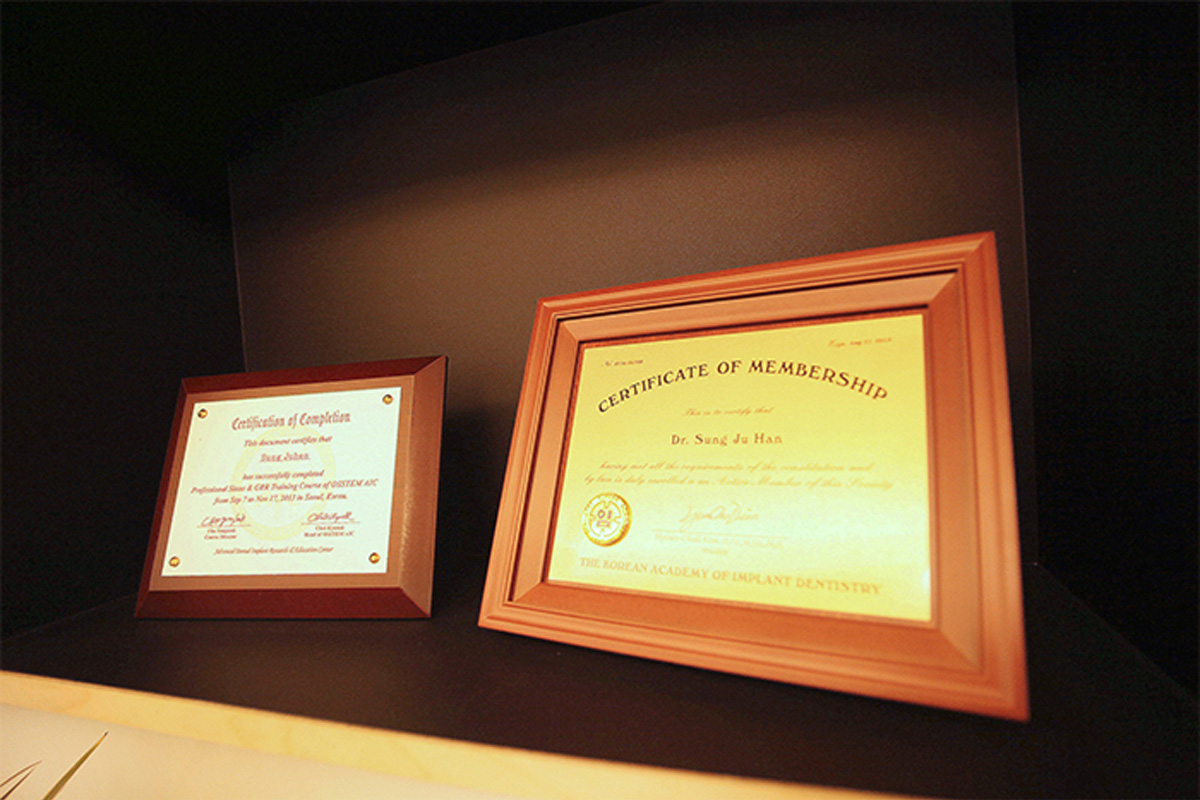 Certification of Completion
This document certifies that
Sung Juhan
has successfully completed
Professional Sinus & GBR Training Course of OSSTEM AIC
from Sep 7 to Nov 17, 2013 in Seoul, Korea.
Course Director
Head of OSSTEM AIC
Advanced Dental Implant Research & Education Center
CERTIFICATE OF MEMBERSHIP
This is to certify that
Dr. Sung Ju Han
having met all the requirements of the constitution and
by law is duly enrolled as an Active Member of this Society
THE KOREAN ACADEMY OF IMPLANT DENTISTRY